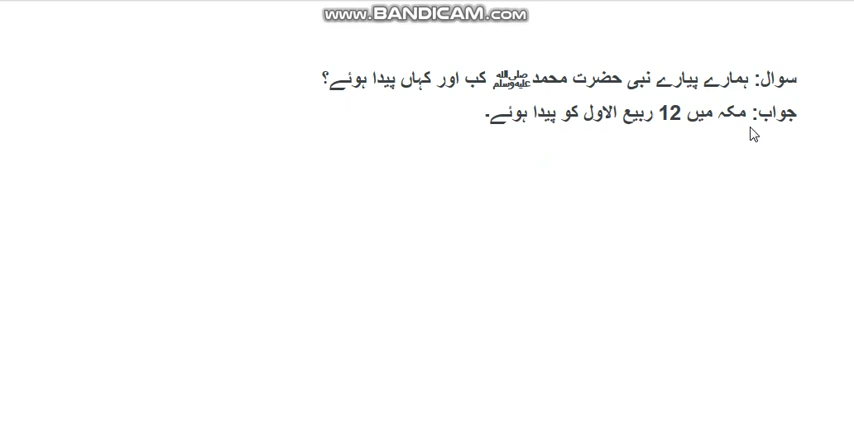 www.BANDICAM.com
سوال: ہمارے پیارے نبی حضرت محمدﷺ کب اور کہاں پیدا ہوئے؟
جواب: مکہ میں 12 ربیع الاول کو پیدا ہوئے۔